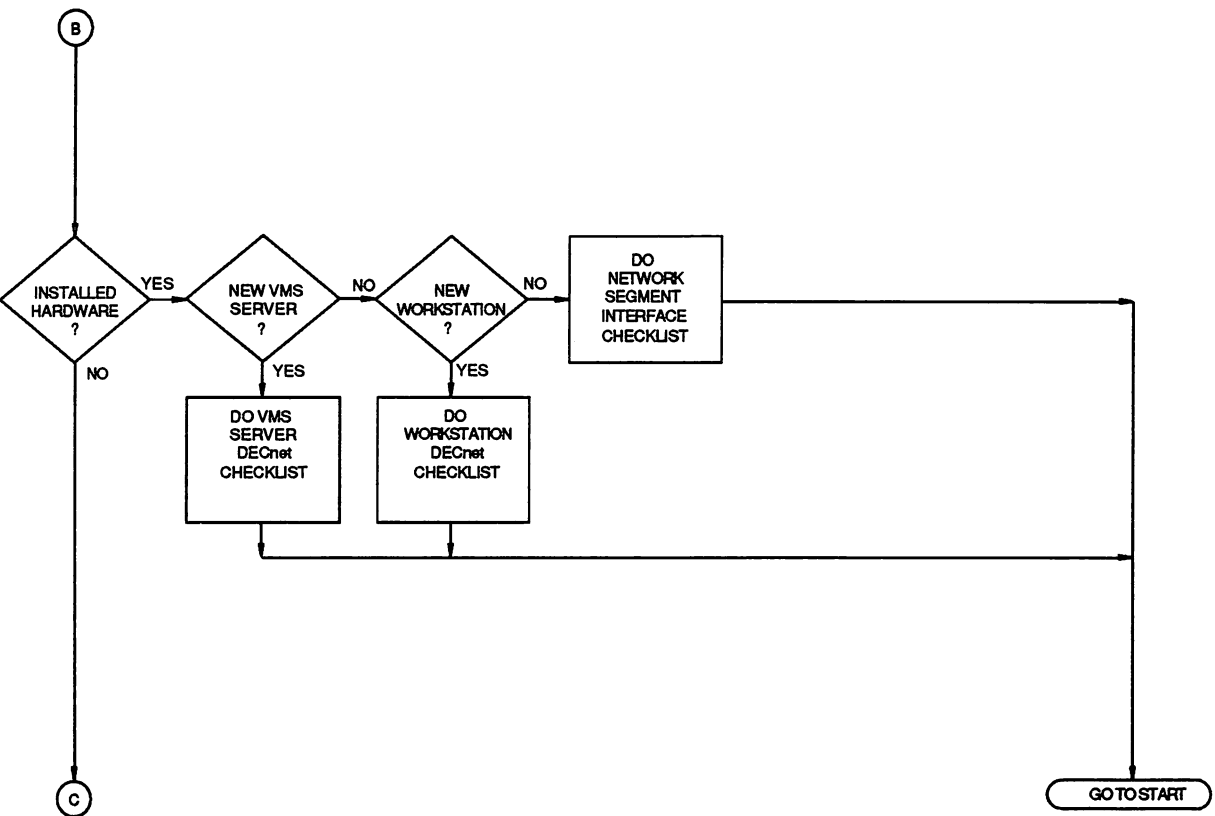 B
INSTALLED
HARDWARE
?
YES
NO
NEW VMS
SERVER
?
NO
YES
NEW
WORKSTATION
?
NO
YES
DO
NETWORK
SEGMENT
INTERFACE
CHECKLIST
DO VMS
SERVER
DECnet
CHECKLIST
DO
WORKSTATION
DECnet
CHECKLIST
C
GO TO START